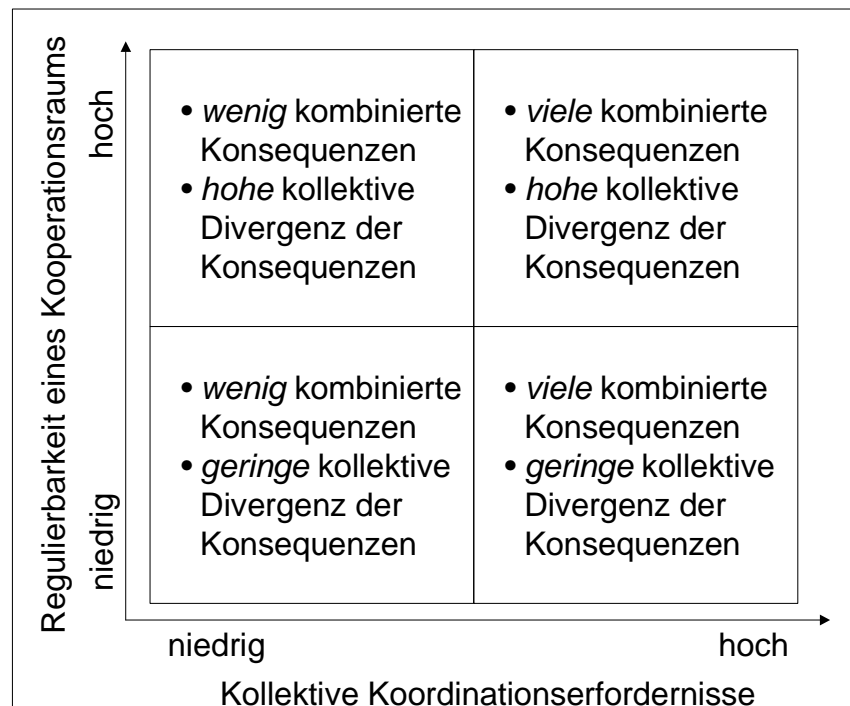 Regulierbarkeit eines Kooperationsraums
hoch
niedrig
• wenig kombinierte
Konsequenzen
• hohe kollektive
Divergenz der
Konsequenzen
• viele kombinierte
Konsequenzen
• hohe kollektive
Divergenz der
Konsequenzen
• wenig kombinierte
Konsequenzen
• geringe kollektive
Divergenz der
Konsequenzen
• viele kombinierte
Konsequenzen
• geringe kollektive
Divergenz der
Konsequenzen
niedrig
hoch
Kollektive Koordinationserfordernisse